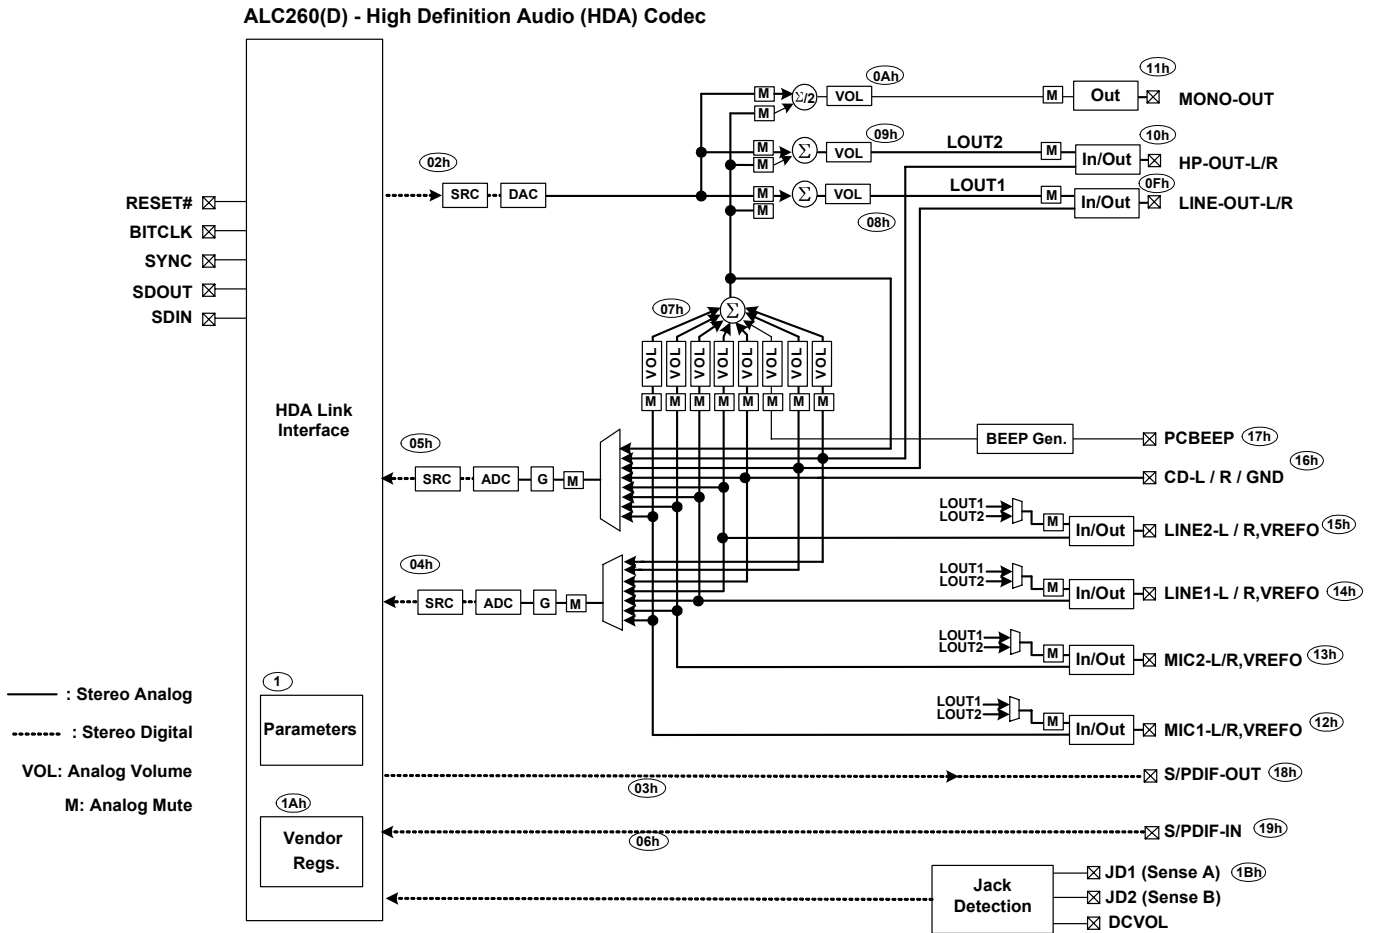 ALC260(D) - High Definition Audio (HDA) Codec
11h
0Ah
M
Σ/2
VOL
M
Out
MONO-OUT
M
10h
09h
LOUT2
M
Σ
VOL
M
In/Out
HP-OUT-L/R
M
02h
0Fh
SRC
DAC
LOUT1
M
Σ
VOL
M
In/Out
LINE-OUT-L/R
M
08h
RESET#
BITCLK
SYNC
SDOUT
SDIN
07h
Σ
VOL VOL VOL VOL VOL VOL VOL VOL
M M M M M M M M
HDA Link
Interface
BEEP Gen.
PCBEEP
17h
05h
16h
SRC
ADC
G
M
CD-L / R / GND
LOUT1
LOUT2
M
In/Out
LINE2-L / R,VREFO
15h
04h
LOUT1
LOUT2
M
SRC
ADC
G
M
In/Out
LINE1-L / R,VREFO
14h
LOUT1
LOUT2
M
In/Out
MIC2-L/R,VREFO
13h
LOUT1
LOUT2
M
In/Out
MIC1-L/R,VREFO
12h
1
Parameters
: Stereo Analog
: Stereo Digital
VOL: Analog Volume
M: Analog Mute
S/PDIF-OUT
18h
03h
1Ah
Vendor
Regs.
S/PDIF-IN
19h
06h
Jack
Detection
JD1 (Sense A)
1Bh
JD2 (Sense B)
DCVOL